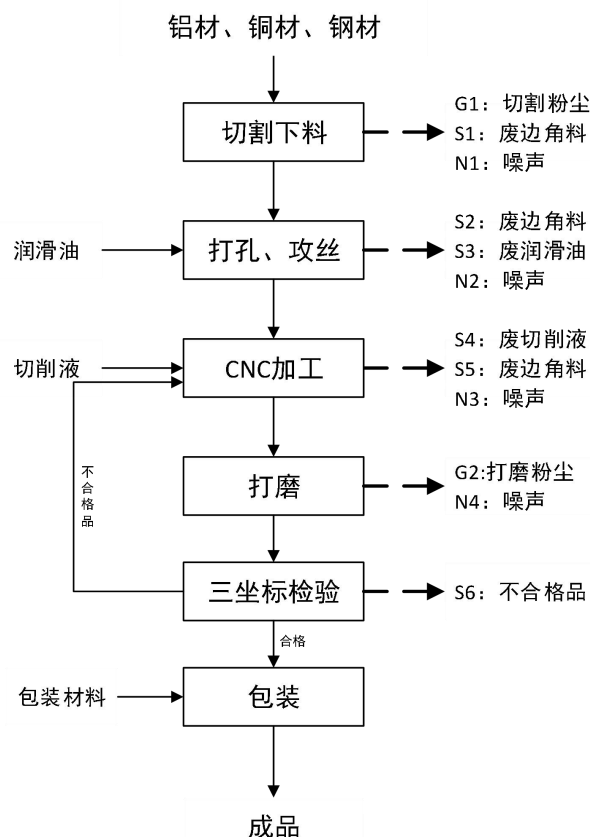 铝材、铜材、钢材
切割下料
G1：切割粉尘
S1：废边角料
N1：噪声
润滑油
打孔、攻丝
S2：废边角料
S3：废润滑油
N2：噪声
切削液
CNC加工
S4：废切削液
S5：废边角料
N3：噪声
不合格品
打磨
G2:打磨粉尘
N4：噪声
三坐标检验
S6：不合格品
合格
包装材料
包装
成品